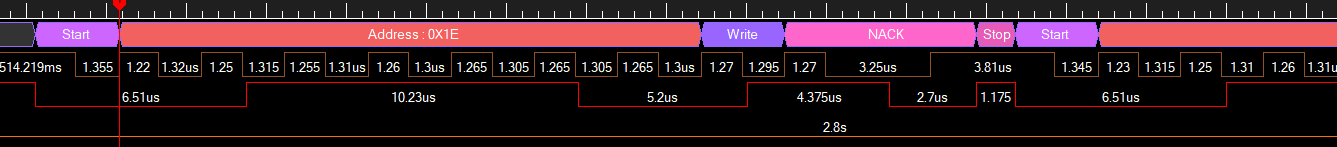 Start Address : 0X1E Write NACK Stop Start
514.219ms 1.355 1.22 1.32us 1.25 1.315 1.255 1.31us 1.26 1.3us 1.265 1.305 1.265 1.305 1.265 1.3us 1.27 1.295 1.27 3.25us 3.81us 1.345 1.23 1.315 1.25 1.31 1.26 1.31u
6.51us 10.23us 5.2us 4.375us 2.7us 1.175 6.51us
2.8s